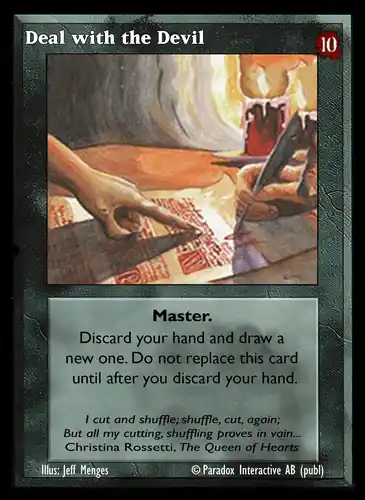 Deal with the Devil
10
Master.
Discard your hand and draw a
new one. Do not replace this card
until after you discard your hand.
I cut and shuffle; shuffle, cut, again;
But all my cutting, shuffling proves in vain...
Christina Rossetti, The Queen of Hearts
Illus: Jeff Menges
© Paradox Interactive AB (publ)